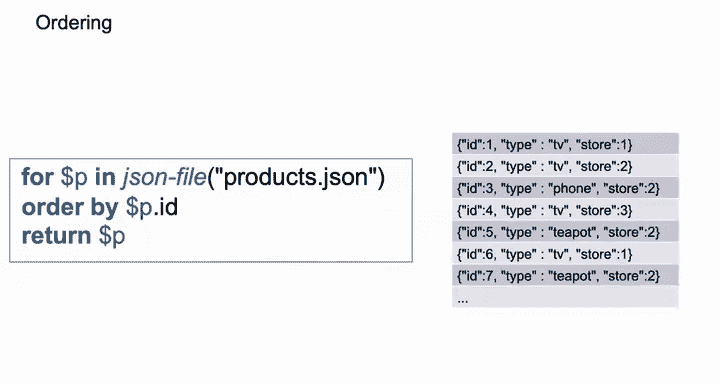 Ordering
for $p in json-file("products.json")
order by $p.id
return $p
{"id":1, "type" : "tv", "store":1}
{"id":2, "type" : "tv", "store":2}
{"id":3, "type" : "phone", "store":2}
{"id":4, "type" : "tv", "store":3}
{"id":5, "type" : "teapot", "store":2}
{"id":6, "type" : "tv", "store":1}
{"id":7, "type" : "teapot", "store":2}
...